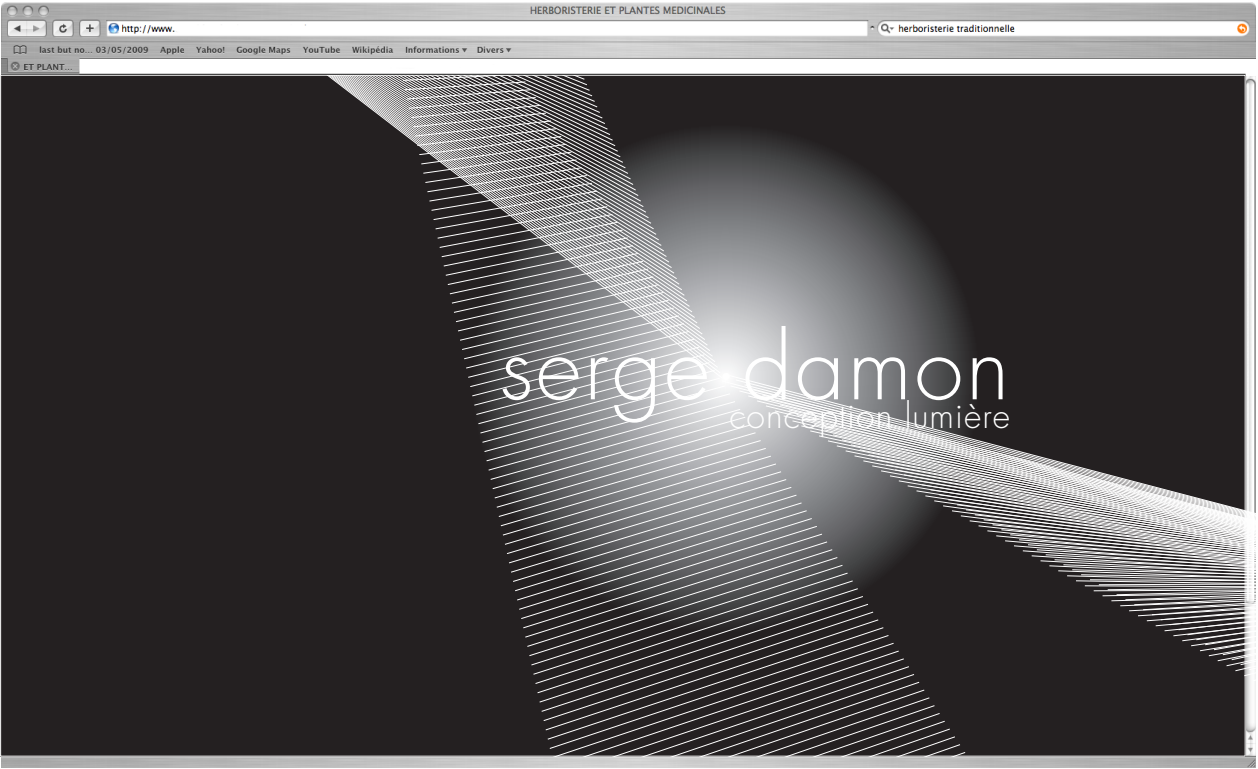 HERBORISTERIE ET PLANTES MEDICINALES
http://www.
herboristerie traditionnelle
last but no... 03/05/2009 Apple Yahoo! Google Maps YouTube Wikipédia Informations Divers
ET PLANT...
serge damon
conception lumière